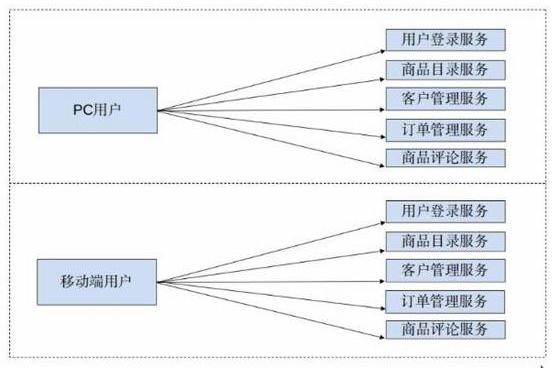 用户登录服务
商品目录服务
PC用户
客户管理服务
订单管理服务
商品评论服务
用户登录服务
商品目录服务
移动端用户
客户管理服务
订单管理服务
商品评论服务